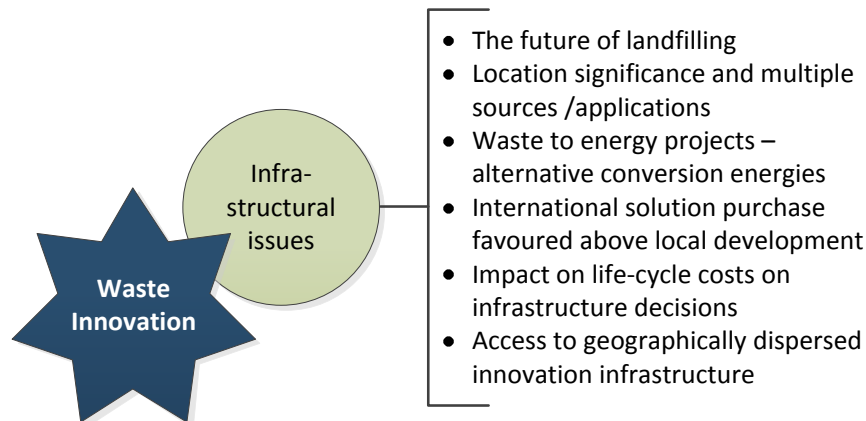 Waste
Innovation
Infra-
structural
issues
• The future of landfilling
• Location significance and multiple
sources /applications
• Waste to energy projects –
alternative conversion energies
• International solution purchase
favoured above local development
• Impact on life-cycle costs on
infrastructure decisions
• Access to geographically dispersed
innovation infrastructure